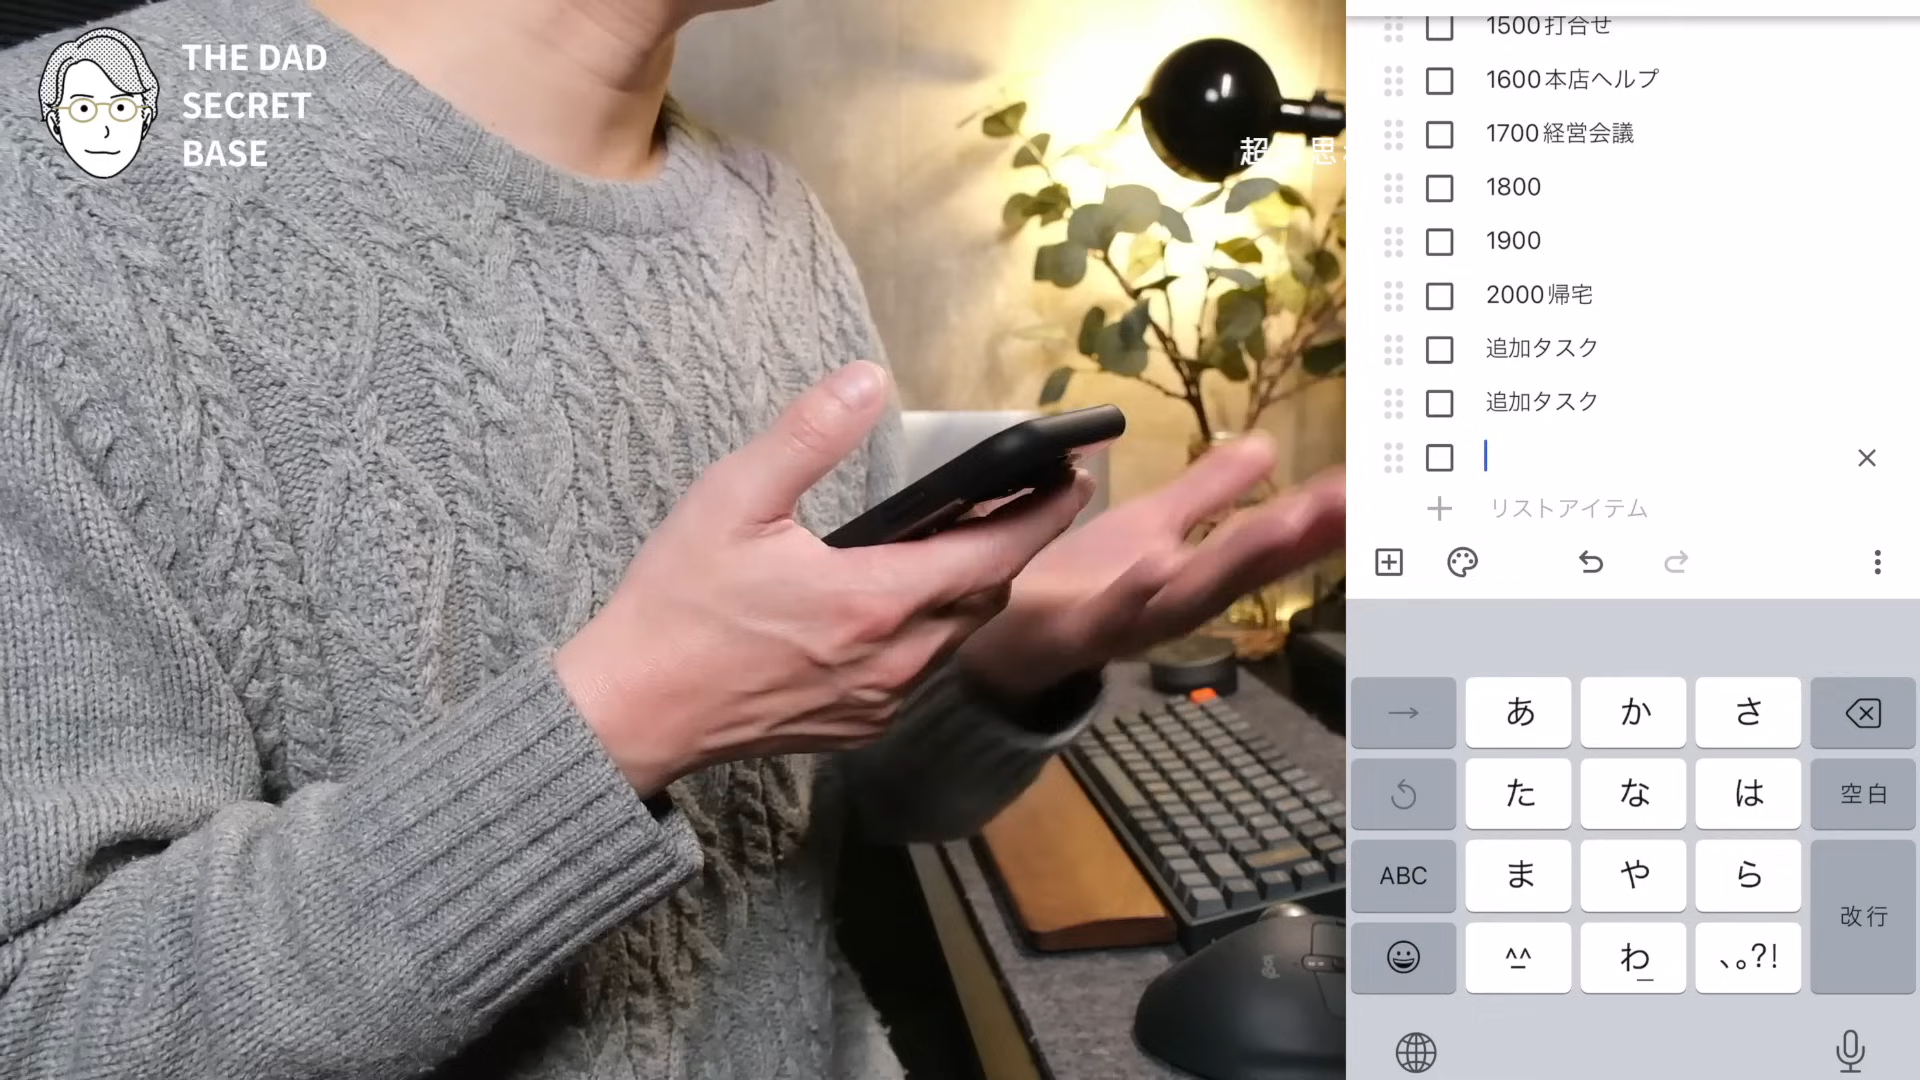 THE DAD
SECRET
BASE
超
思
1500打合せ
1600本店ヘルプ
1700経営会議
1800
1900
2000帰宅
追加タスク
追加タスク
リストアイテム
→
あ
か
さ
た
な
は
空白
ABC
ま
や
ら
改行
^^
わ
、。?!
logi